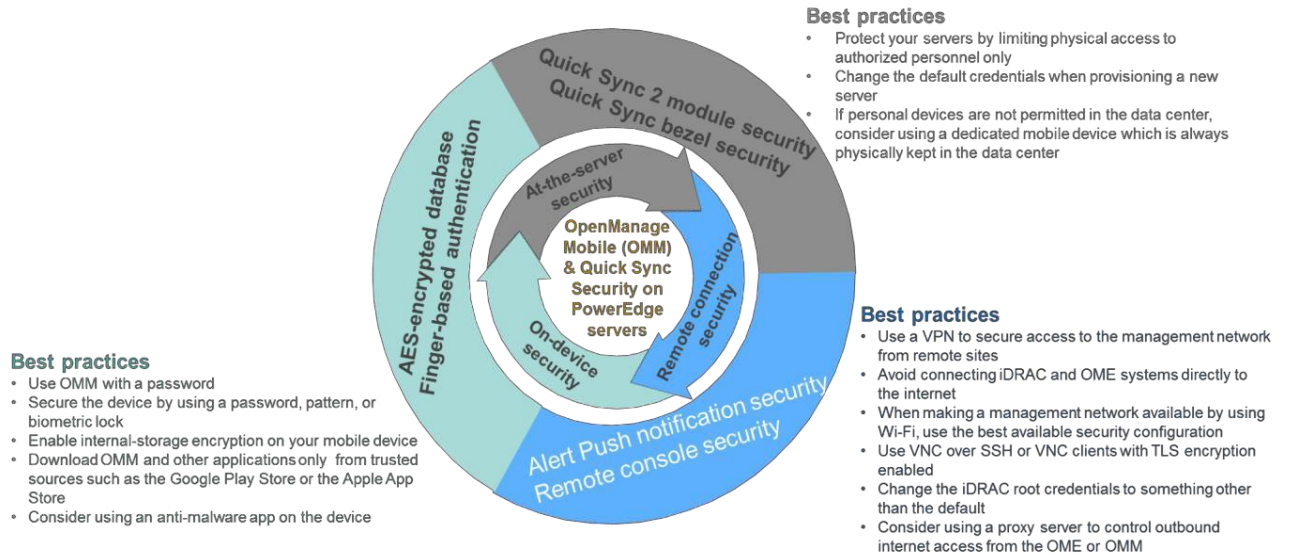 Best practices
• Protect your servers by limiting physical access to
authorized personnel only
• Change the default credentials when provisioning a new
server
• If personal devices are not permitted in the data center,
consider using a dedicated mobile device which is always
physically kept in the data center
Quick Sync 2 module security
Quick Sync bezel security
AES-encrypted database
Finger-based authentication
At-the-server
security
OpenManage
Mobile (OMM)
& Quick Sync
Security on
PowerEdge
servers
Remote connection
security
On-device
security
Alert Push notification security
Remote console security
Best practices
• Use a VPN to secure access to the management network
from remote sites
• Avoid connecting iDRAC and OME systems directly to
the internet
• When making a management network available by using
Wi-Fi, use the best available security configuration
• Use VNC over SSH or VNC clients with TLS encryption
enabled
• Change the iDRAC root credentials to something other
than the default
• Consider using a proxy server to control outbound
internet access from the OME or OMM
Best practices
• Use OMM with a password
• Secure the device by using a password, pattern, or
biometric lock
• Enable internal-storage encryption on your mobile device
• Download OMM and other applications only from trusted
sources such as the Google Play Store or the Apple App
Store
• Consider using an anti-malware app on the device